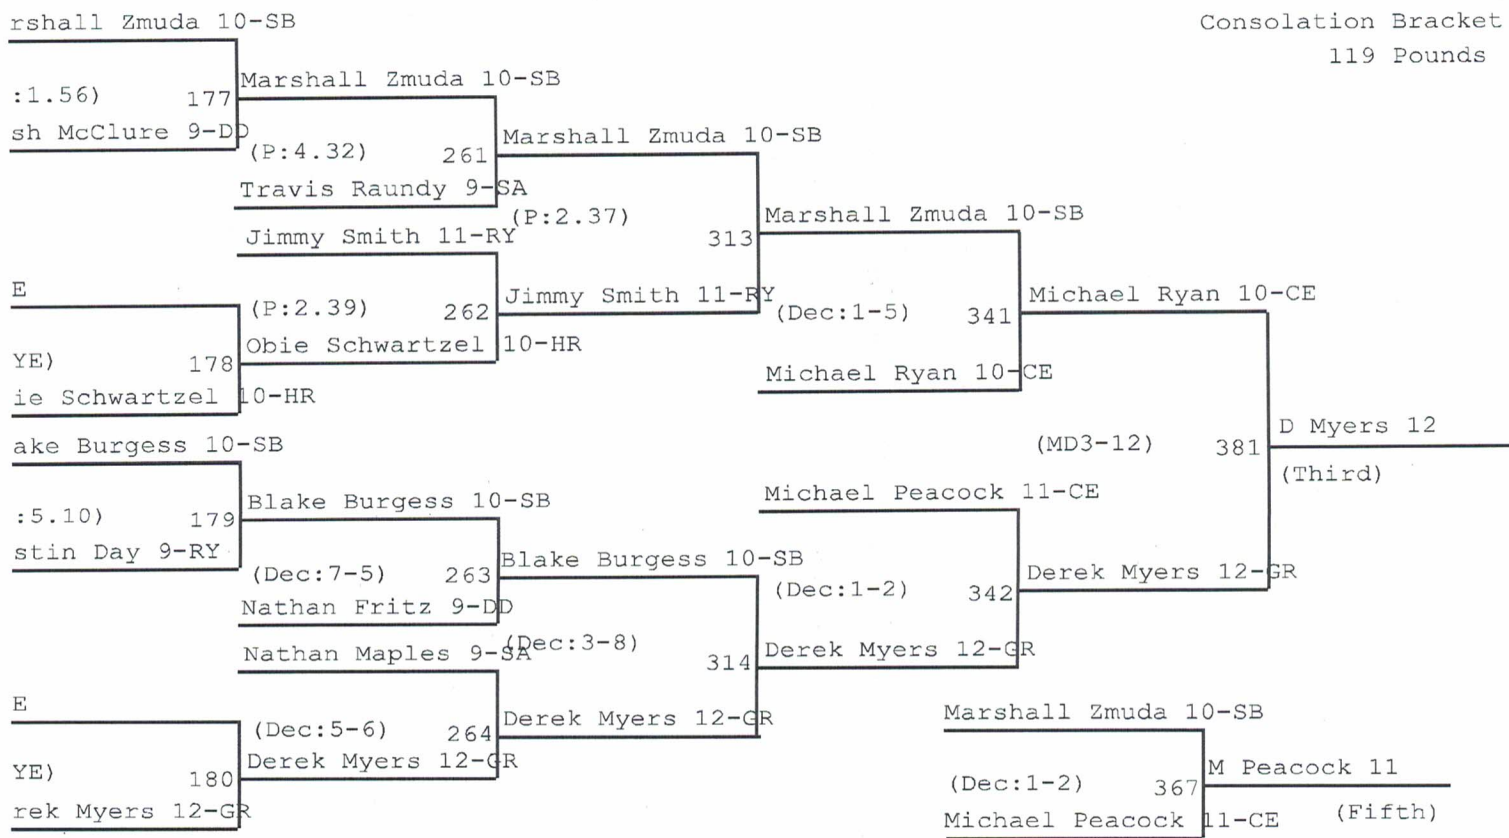 rshall Zmuda 10-SB
Consolation Bracket
119 Pounds
:1.56)
177
Marshall Zmuda 10-SB
sh McClure 9-DD
(P:4.32)
261
Marshall Zmuda 10-SB
Travis Raundy 9-SA
(P:2.37)
313
Marshall Zmuda 10-SB
Jimmy Smith 11-RY
E
(P:2.39)
262
Jimmy Smith 11-RY
(Dec:1-5)
341
Michael Ryan 10-CE
YE)
178
Obie Schwartzel 10-HR
ie Schwartzel 10-HR
Michael Ryan 10-CE
ake Burgess 10-SB
(MD3-12)
381
D Myers 12
(Third)
:5.10)
179
Blake Burgess 10-SB
Michael Peacock 11-CE
stin Day 9-RY
(Dec:7-5)
263
Blake Burgess 10-SB
(Dec:1-2)
342
Derek Myers 12-GR
Nathan Fritz 9-DD
(Dec:3-8)
314
Derek Myers 12-GR
Nathan Maples 9-SA
E
(Dec:5-6)
264
Derek Myers 12-GR
Marshall Zmuda 10-SB
YE)
180
Derek Myers 12-GR
(Dec:1-2)
367
M Peacock 11
(Fifth)
rek Myers 12-GR
Michael Peacock 11-CE